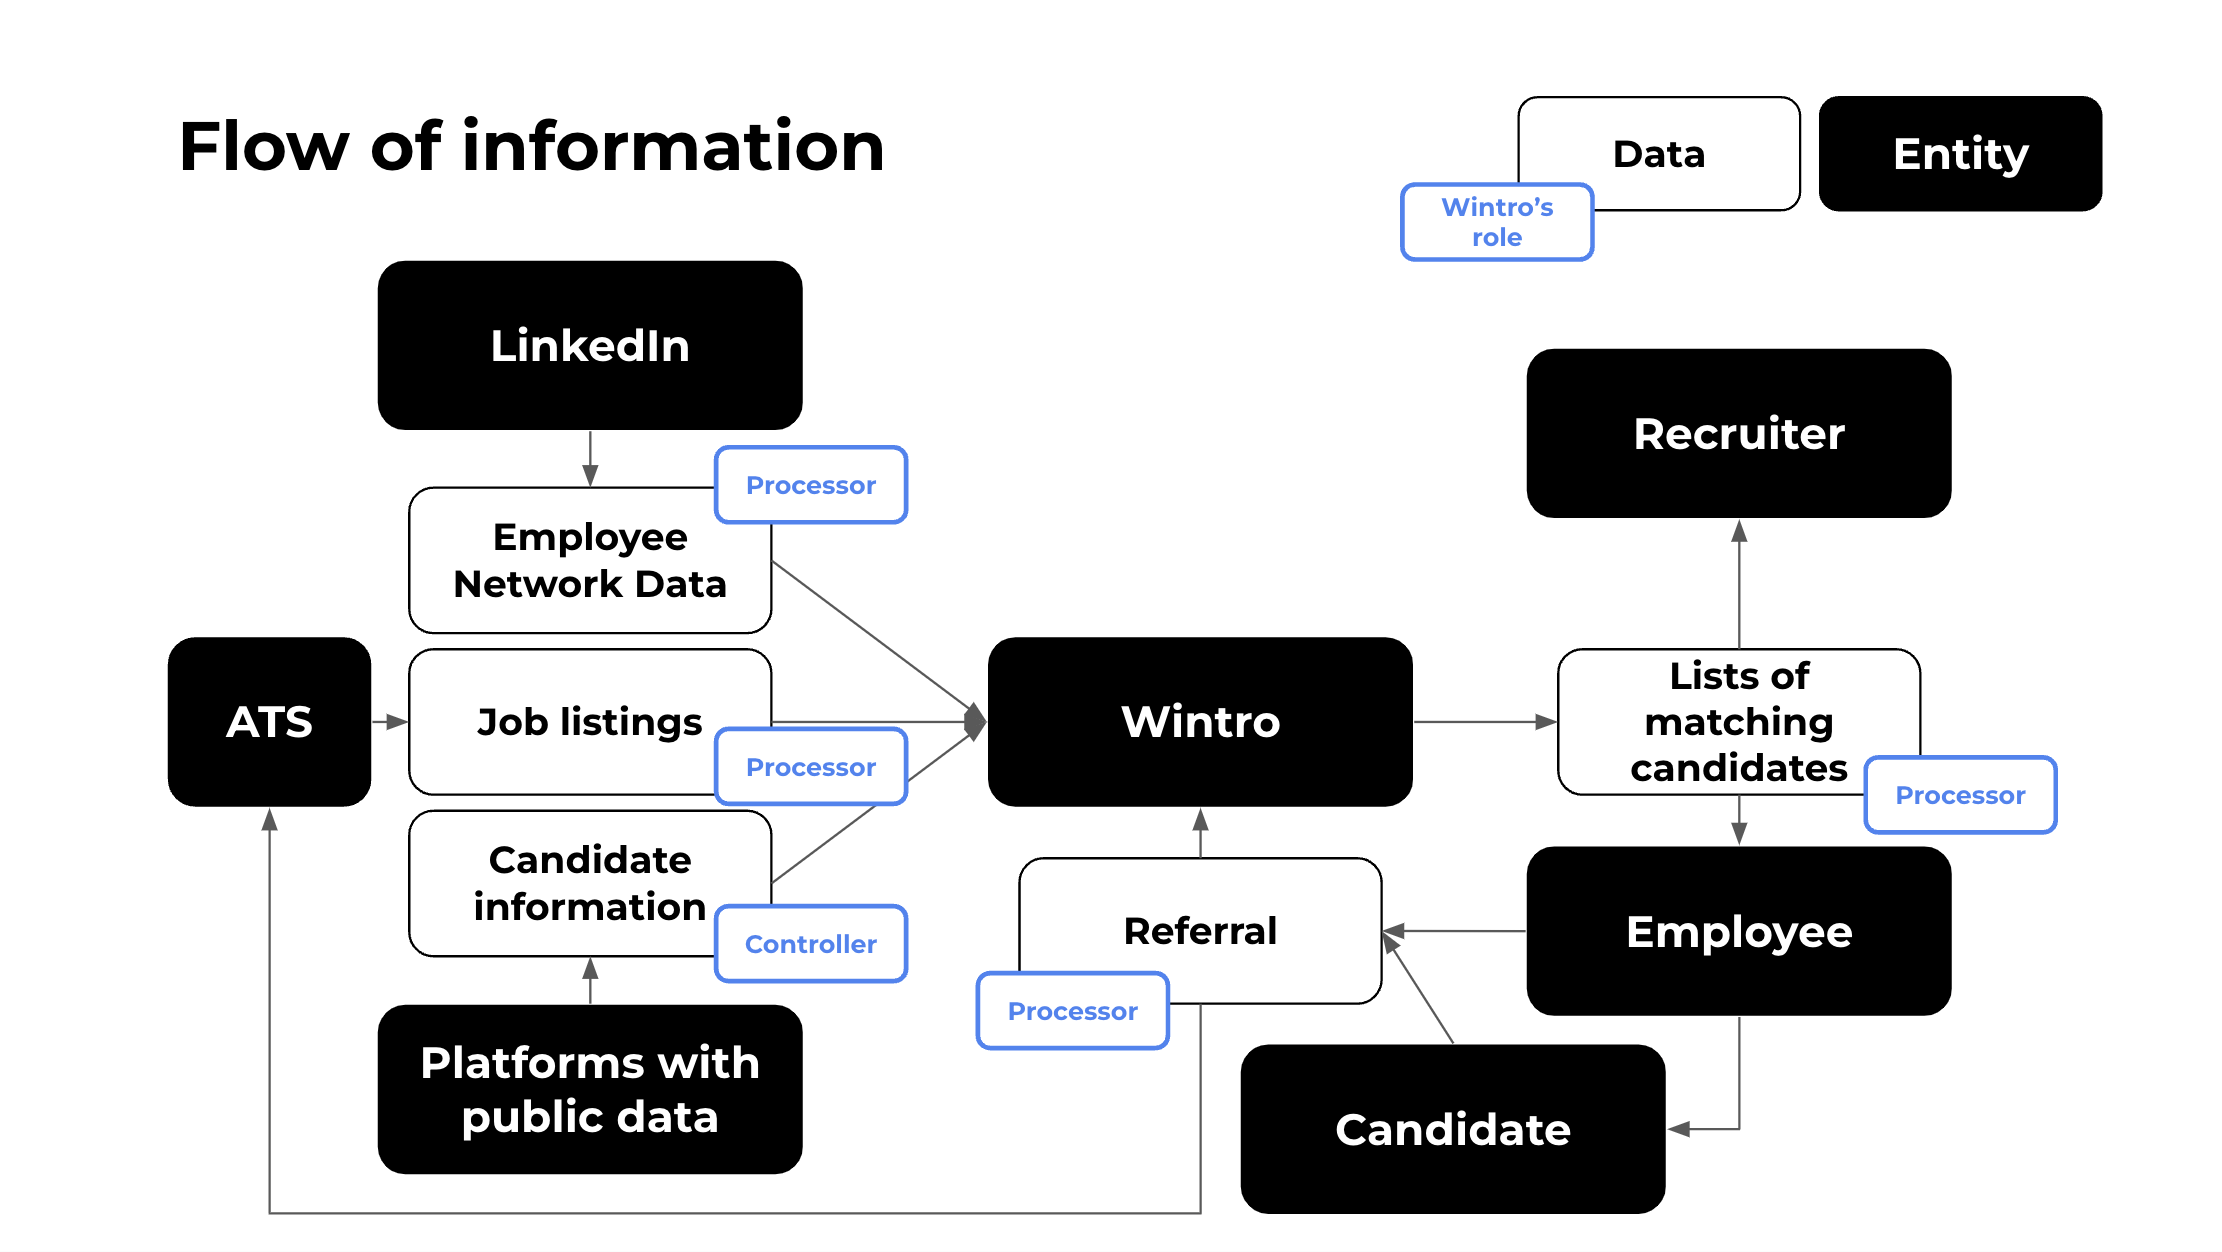 Flow of information
Data
Entity
Wintro’s
role
LinkedIn
Recruiter
Processor
Employee
Network Data
ATS
Job listings
Processor
Wintro
Lists of
matching
candidates
Processor
Candidate
information
Controller
Referral
Processor
Employee
Platforms with
public data
Candidate